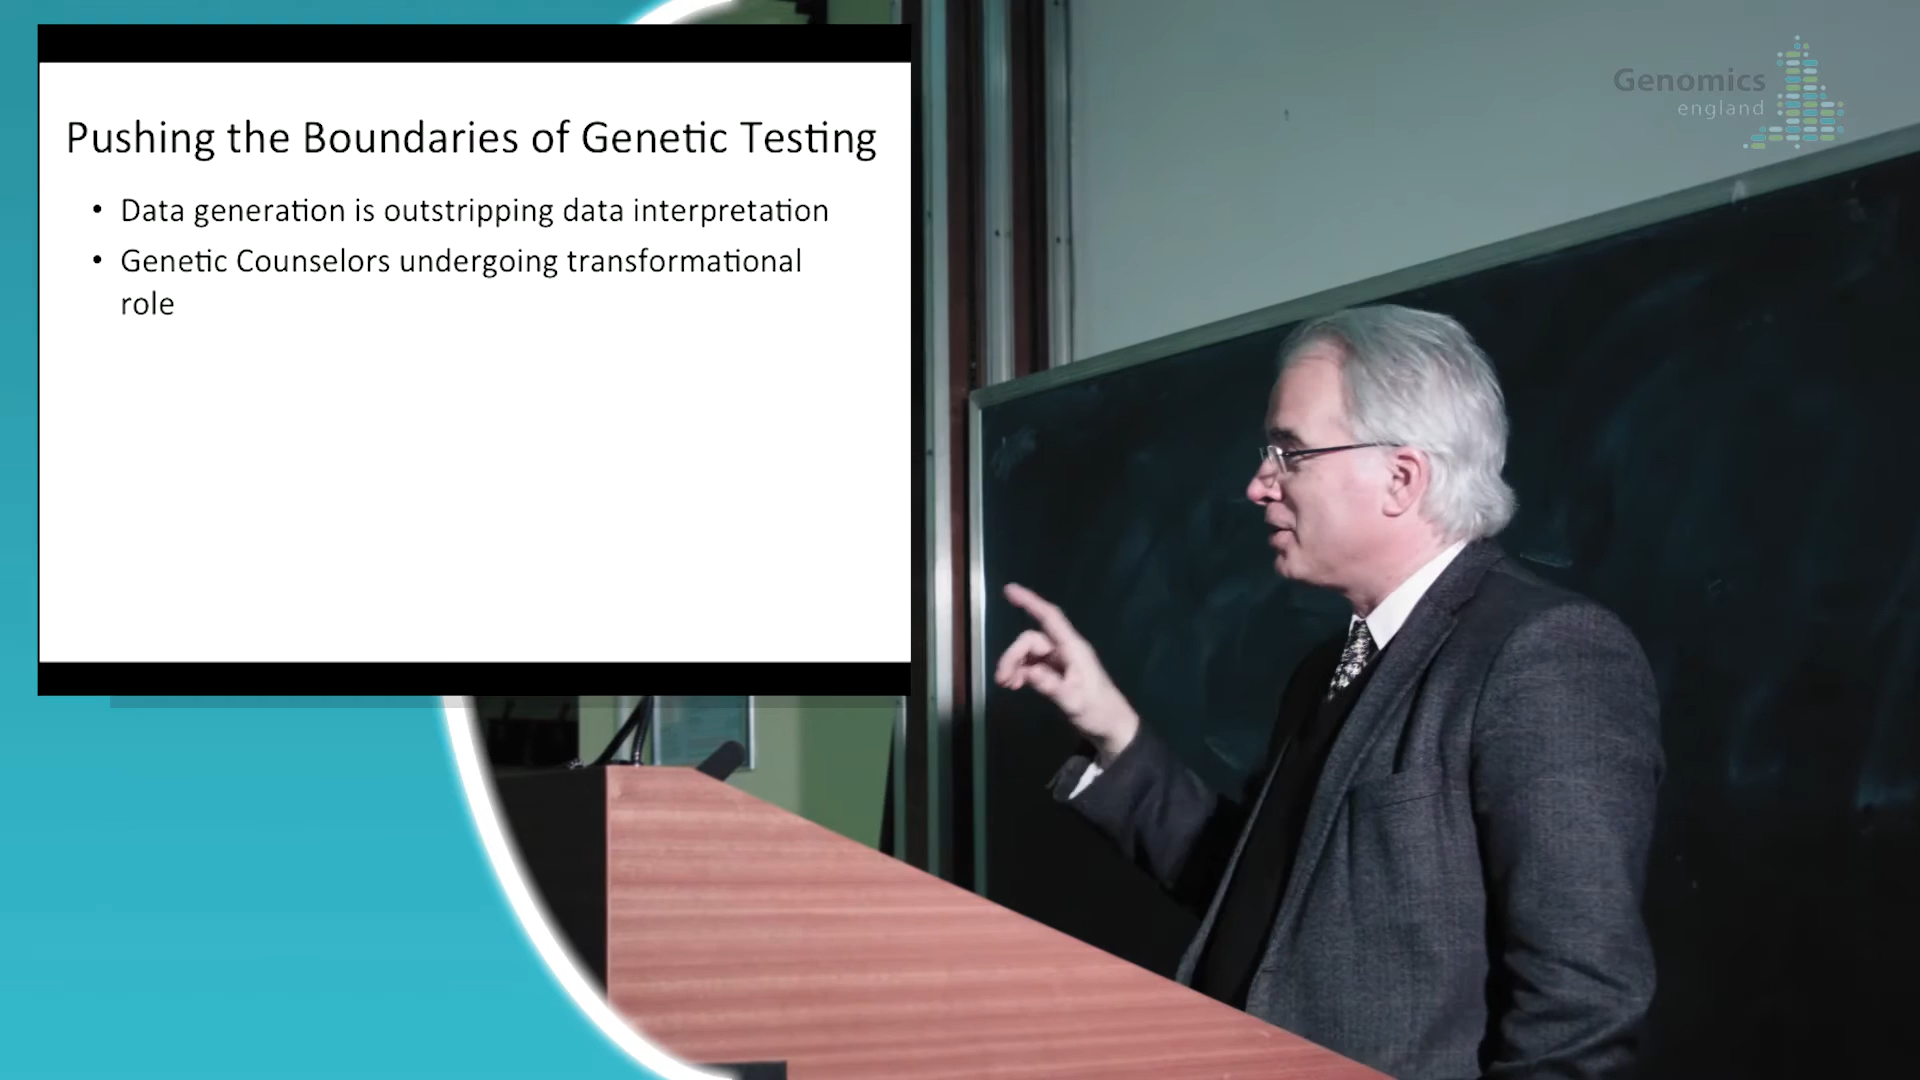 Pushing the Boundaries of Genetic Testing
• Data generation is outstripping data interpretation
• Genetic Counselors undergoing transformational
role
Genomics
england